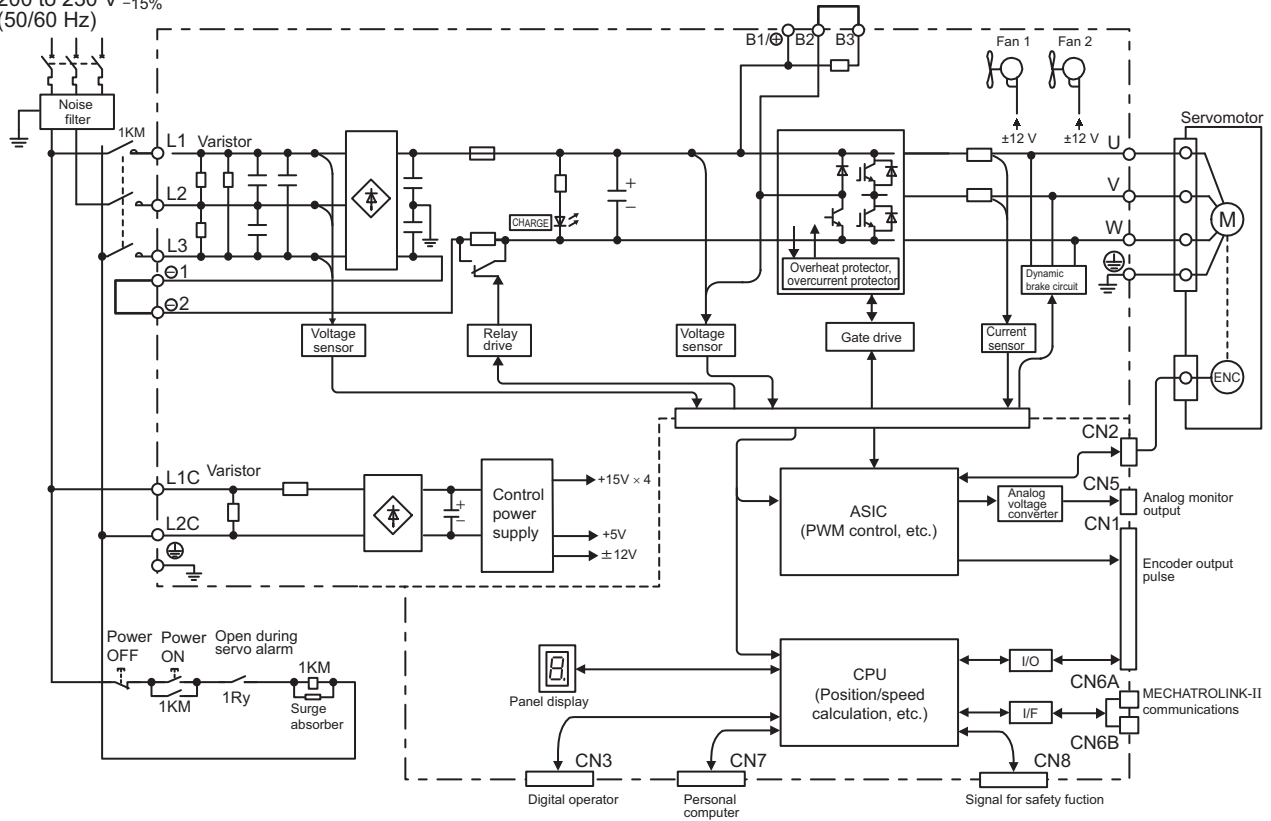 200 to 230 V –15%
(50/60 Hz)
B1/⊕
B2
B3
Fan 1
Fan 2
Noise
filter
±12 V
±12 V
Servomotor
1KM
L1
Varistor
U
L2
V
CHARGE
M
L3
W
⊖1
Overheat protector,
overcurrent protector
Dynamic
brake circuit
⊖2
Voltage
sensor
Relay
drive
Voltage
sensor
Gate drive
Current
sensor
ENC
CN2
L1C
Varistor
+15V × 4
CN5
Control
power
supply
ASIC
(PWM control, etc.)
Analog
voltage
converter
Analog monitor
output
L2C
+5V
CN1
±12V
Encoder output
pulse
Power
OFF
Power
ON
Open during
servo alarm
1KM
1KM
1Ry
Surge
absorber
8.
Panel display
CPU
(Position/speed
calculation, etc.)
I/O
CN6A
I/F
MECHATROLINK-II
communications
CN6B
CN3
CN7
CN8
Digital operator
Personal
computer
Signal for safety fuction